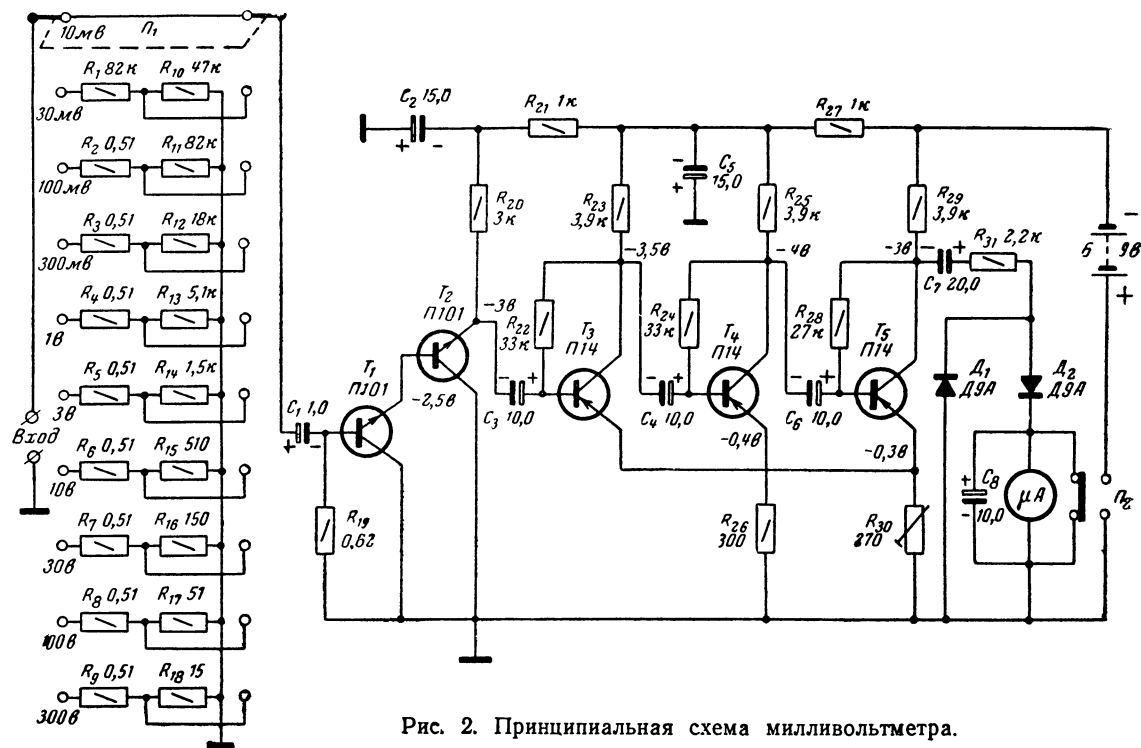 10мв П₁
R₁ 82к R₁₀ 47к
30мв
R₂ 0,51 R₁₁ 82к
100мв
R₃ 0,51 R₁₂ 18к
300мв
R₄ 0,51 R₁₃ 5,1к
1в
R₅ 0,51 R₁₄ 1,5к
3в
Вход
R₆ 0,51 R₁₅ 510
10в
R₇ 0,51 R₁₆ 150
30в
R₈ 0,51 R₁₇ 51
100в
R₉ 0,51 R₁₈ 15
300в
C₁ 1,0
+ -
R₁₉
0,62
T₁
П101
-2,5в
T₂
П101
-3в
C₂ 15,0
+ -
R₂₀
3к
R₂₁ 1к
R₂₂
33к
- +
C₃ 10,0
R₂₃
3,9к
-3,5в
T₃
П14
- +
C₄ 10,0
R₂₄
33к
-
C₅
+ 15,0
R₂₅
3,9к
-4в
T₄
П14
-0,4в
R₂₆
300
- +
C₆ 10,0
R₂₇ 1к
R₂₈
27к
R₂₉
3,9к
-3в
T₅
П14
-0,3в
R₃₀
270
- +
C₇ 20,0
R₃₁ 2,2к
Д₁
Д9А
Д₂
Д9А
+ C₈
- 10,0
μА
П₂
-
Б 9в
+
Рис. 2. Принципиальная схема милливольтметра.